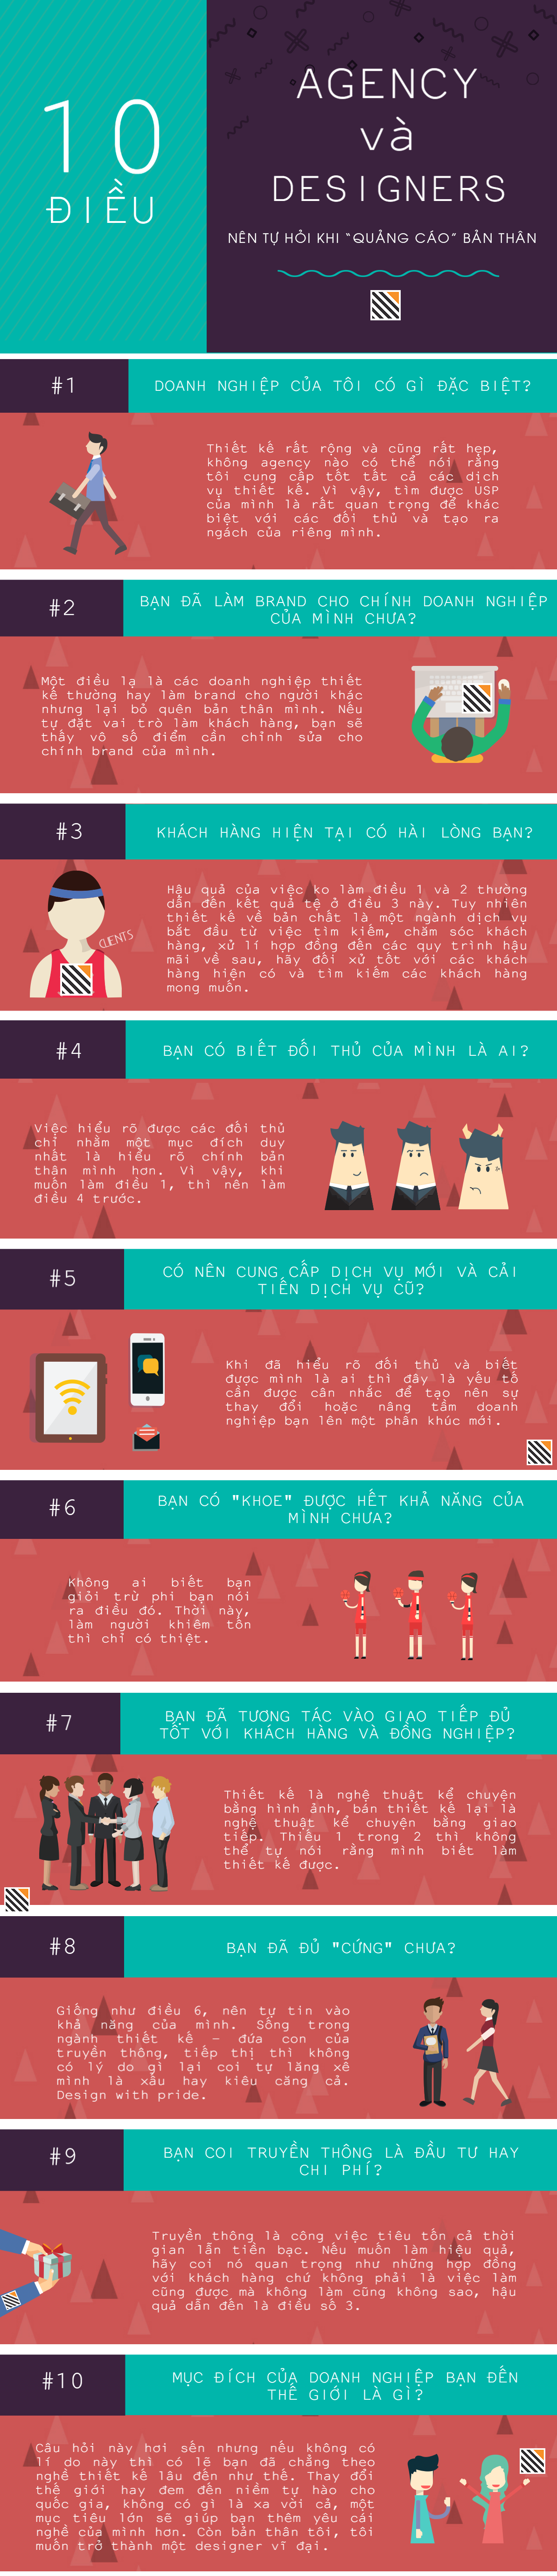 10
ĐIỀU
AGENCY
và
DESIGNERS
NÊN TỰ HỎI KHI "QUẢNG CÁO" BẢN THÂN
#1
DOANH NGHIỆP CỦA TÔI CÓ GÌ ĐẶC BIỆT?
Thiết kế rất rộng và cũng rất hẹp,
không agency nào có thể nói rằng
tôi cung cấp tốt tất cả các dịch
vụ thiết kế. Vì vậy, tìm được USP
của mình là rất quan trọng để khác
biệt với các đối thủ và tạo ra
ngách của riêng mình.
#2
BẠN ĐÃ LÀM BRAND CHO CHÍNH DOANH NGHIỆP
CỦA MÌNH CHƯA?
Một điều lạ là các doanh nghiệp thiết
kế thường hay làm brand cho người khác
nhưng lại bỏ quên bản thân mình. Nếu
tự đặt vai trò làm khách hàng, bạn sẽ
thấy vô số điểm cần chỉnh sửa cho
chính brand của mình.
#3
KHÁCH HÀNG HIỆN TẠI CÓ HÀI LÒNG BẠN?
CLIENTS
Hậu quả của việc ko làm điều 1 và 2 thường
dẫn đến kết quả tệ ở điều 3 này. Tuy nhiên
thiết kế về bản chất là một ngành dịch vụ
bắt đầu từ việc tìm kiếm, chăm sóc khách
hàng, xử lí hợp đồng đến các quy trình hậu
mãi về sau, hãy đối xử tốt với các khách
hàng hiện có và tìm kiếm các khách hàng
mong muốn.
#4
BẠN CÓ BIẾT ĐỐI THỦ CỦA MÌNH LÀ AI?
Việc hiểu rõ được các đối thủ
chỉ nhằm một mục đích duy
nhất là hiểu rõ chính bản
thân mình hơn. Vì vậy, khi
muốn làm điều 1, thì nên làm
điều 4 trước.
#5
CÓ NÊN CUNG CẤP DỊCH VỤ MỚI VÀ CẢI
TIẾN DỊCH VỤ CŨ?
Khi đã hiểu rõ đối thủ và biết
được mình là ai thì đây là yếu tố
cần được cân nhắc để tạo nên sự
thay đổi hoặc nâng tầm doanh
nghiệp bạn lên một phân khúc mới.
#6
BẠN CÓ "KHOE" ĐƯỢC HẾT KHẢ NĂNG CỦA
MÌNH CHƯA?
Không ai biết bạn
giỏi trừ phi bạn nói
ra điều đó. Thời này,
làm người khiêm tốn
thì chỉ có thiệt.
#7
BẠN ĐÃ TƯƠNG TÁC VÀO GIAO TIẾP ĐỦ
TỐT VỚI KHÁCH HÀNG VÀ ĐỒNG NGHIỆP?
Thiết kế là nghệ thuật kể chuyện
bằng hình ảnh, bán thiết kế lại là
nghệ thuật kể chuyện bằng giao
tiếp. Thiếu 1 trong 2 thì không
thể tự nói rằng mình biết làm
thiết kế được.
#8
BẠN ĐÃ ĐỦ "CỨNG" CHƯA?
Giống như điều 6, nên tự tin vào
khả năng của mình. Sống trong
ngành thiết kế - đứa con của
truyền thông, tiếp thị thì không
có lý do gì lại coi tự lăng xê
mình là xấu hay kiêu căng cả.
Design with pride.
#9
BẠN COI TRUYỀN THÔNG LÀ ĐẦU TƯ HAY
CHI PHÍ?
Truyền thông là công việc tiêu tốn cả thời
gian lẫn tiền bạc. Nếu muốn làm hiệu quả,
hãy coi nó quan trọng như những hợp đồng
với khách hàng chứ không phải là việc làm
cũng được mà không làm cũng không sao, hậu
quả dẫn đến là điều số 3.
#10
MỤC ĐÍCH CỦA DOANH NGHIỆP BẠN ĐẾN
THẾ GIỚI LÀ GÌ?
Câu hỏi này hơi sến nhưng nếu không có
lí do này thì có lẽ bạn đã chẳng theo
nghề thiết kế lâu đến như thế. Thay đổi
thế giới hay đem đến niềm tự hào cho
quốc gia, không có gì là xa vời cả, một
mục tiêu lớn sẽ giúp bạn thêm yêu cái
nghề của mình hơn. Còn bản thân tôi, tôi
muốn trở thành một designer vĩ đại.